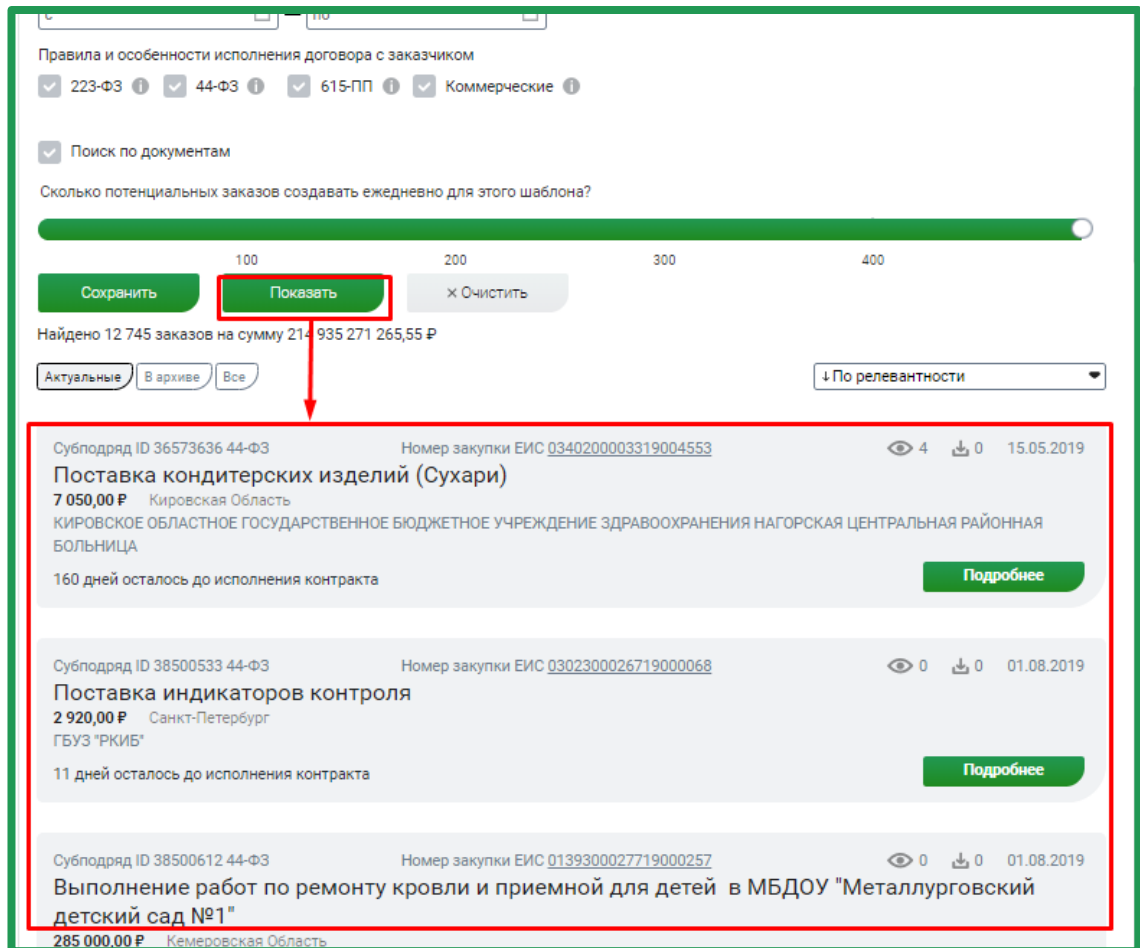 с — по
Правила и особенности исполнения договора с заказчиком
223-ФЗ 44-ФЗ 615-ПП Коммерческие
Поиск по документам
Сколько потенциальных заказов создавать ежедневно для этого шаблона?
100 200 300 400
Сохранить Показать × Очистить
Найдено 12 745 заказов на сумму 214 935 271 265,55 ₽
Актуальные В архиве Все ↓По релевантности
Субподряд ID 36573636 44-ФЗ Номер закупки ЕИС 0340200003319004553 4 0 15.05.2019
Поставка кондитерских изделий (Сухари)
7 050,00 ₽ Кировская Область
КИРОВСКОЕ ОБЛАСТНОЕ ГОСУДАРСТВЕННОЕ БЮДЖЕТНОЕ УЧРЕЖДЕНИЕ ЗДРАВООХРАНЕНИЯ НАГОРСКАЯ ЦЕНТРАЛЬНАЯ РАЙОННАЯ
БОЛЬНИЦА
160 дней осталось до исполнения контракта Подробнее
Субподряд ID 38500533 44-ФЗ Номер закупки ЕИС 0302300026719000068 0 0 01.08.2019
Поставка индикаторов контроля
2 920,00 ₽ Санкт-Петербург
ГБУЗ "РКИБ"
11 дней осталось до исполнения контракта Подробнее
Субподряд ID 38500612 44-ФЗ Номер закупки ЕИС 0139300027719000257 0 0 01.08.2019
Выполнение работ по ремонту кровли и приемной для детей в МБДОУ "Металлурговский
детский сад №1"
285 000,00 ₽ Кемеровская Область